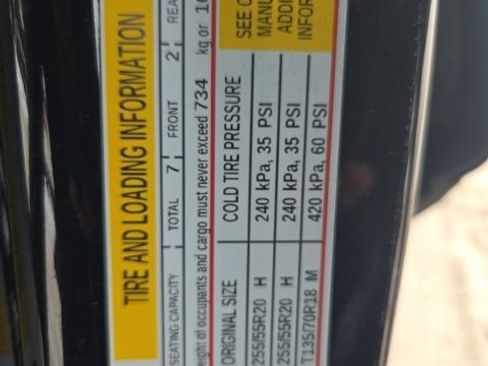 TIRE AND LOADING INFORMATION
SEATING CAPACITY TOTAL 7 FRONT 2
of occupants and cargo must never exceed 734 kg or
ORIGINAL SIZE COLD TIRE PRESSURE SEE
255/55R20 H 240 kPa, 35 PSI
255/55R20 H 240 kPa, 35 PSI
T135/70R18 M 420 kPa, 60 PSI